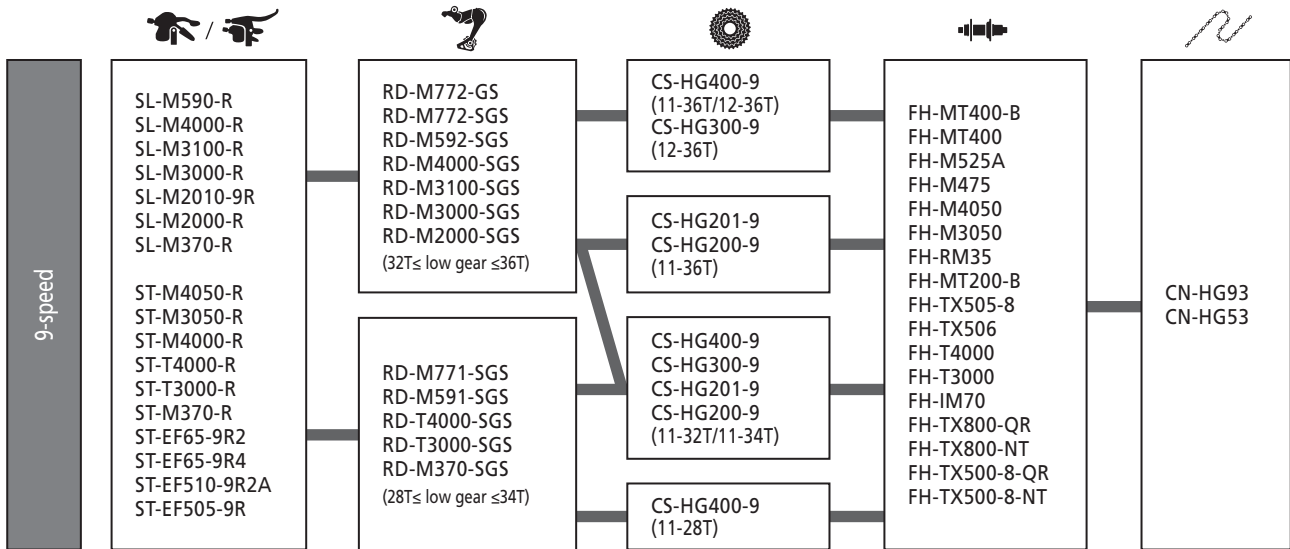 /
9-speed
SL-M590-R
SL-M4000-R
SL-M3100-R
SL-M3000-R
SL-M2010-9R
SL-M2000-R
SL-M370-R
ST-M4050-R
ST-M3050-R
ST-M4000-R
ST-T4000-R
ST-T3000-R
ST-M370-R
ST-EF65-9R2
ST-EF65-9R4
ST-EF510-9R2A
ST-EF505-9R
RD-M772-GS
RD-M772-SGS
RD-M592-SGS
RD-M4000-SGS
RD-M3100-SGS
RD-M3000-SGS
RD-M2000-SGS
(32T≤ low gear ≤36T)
RD-M771-SGS
RD-M591-SGS
RD-T4000-SGS
RD-T3000-SGS
RD-M370-SGS
(28T≤ low gear ≤34T)
CS-HG400-9
(11-36T/12-36T)
CS-HG300-9
(12-36T)
CS-HG201-9
CS-HG200-9
(11-36T)
CS-HG400-9
CS-HG300-9
CS-HG201-9
CS-HG200-9
(11-32T/11-34T)
CS-HG400-9
(11-28T)
FH-MT400-B
FH-MT400
FH-M525A
FH-M475
FH-M4050
FH-M3050
FH-RM35
FH-MT200-B
FH-TX505-8
FH-TX506
FH-T4000
FH-T3000
FH-IM70
FH-TX800-QR
FH-TX800-NT
FH-TX500-8-QR
FH-TX500-8-NT
CN-HG93
CN-HG53